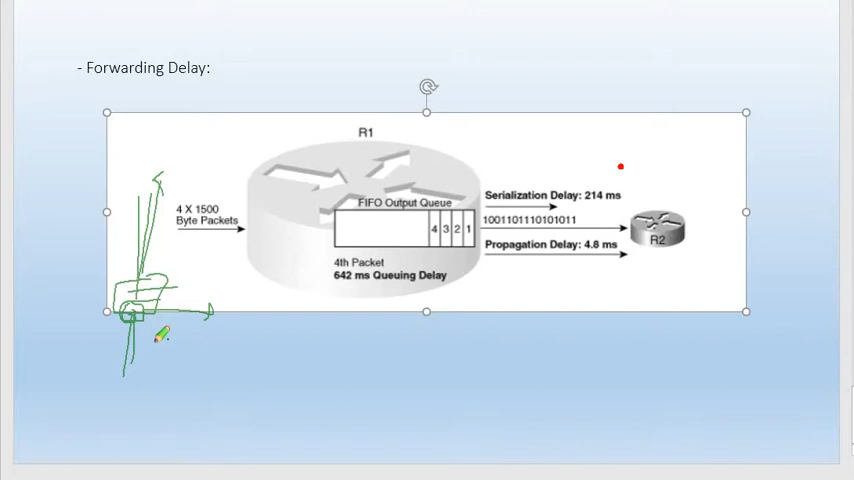 - Forwarding Delay:
R1
4 X 1500
Byte Packets
FIFO Output Queue
4 3 2 1
4th Packet
642 ms Queuing Delay
Serialization Delay: 214 ms
1001101110101011
Propagation Delay: 4.8 ms
R2